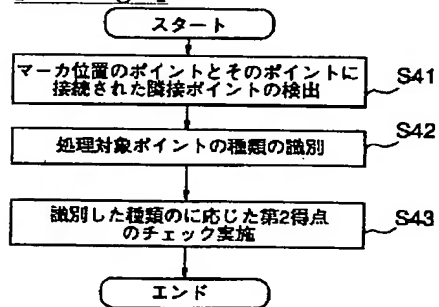 スタート
マーカ位置のポイントとそのポイントに
接続された隣接ポイントの検出
S41
S42
処理対象ポイントの種類の識別
識別した種類のに応じた第2得点
のチェック実施
S43
エンド